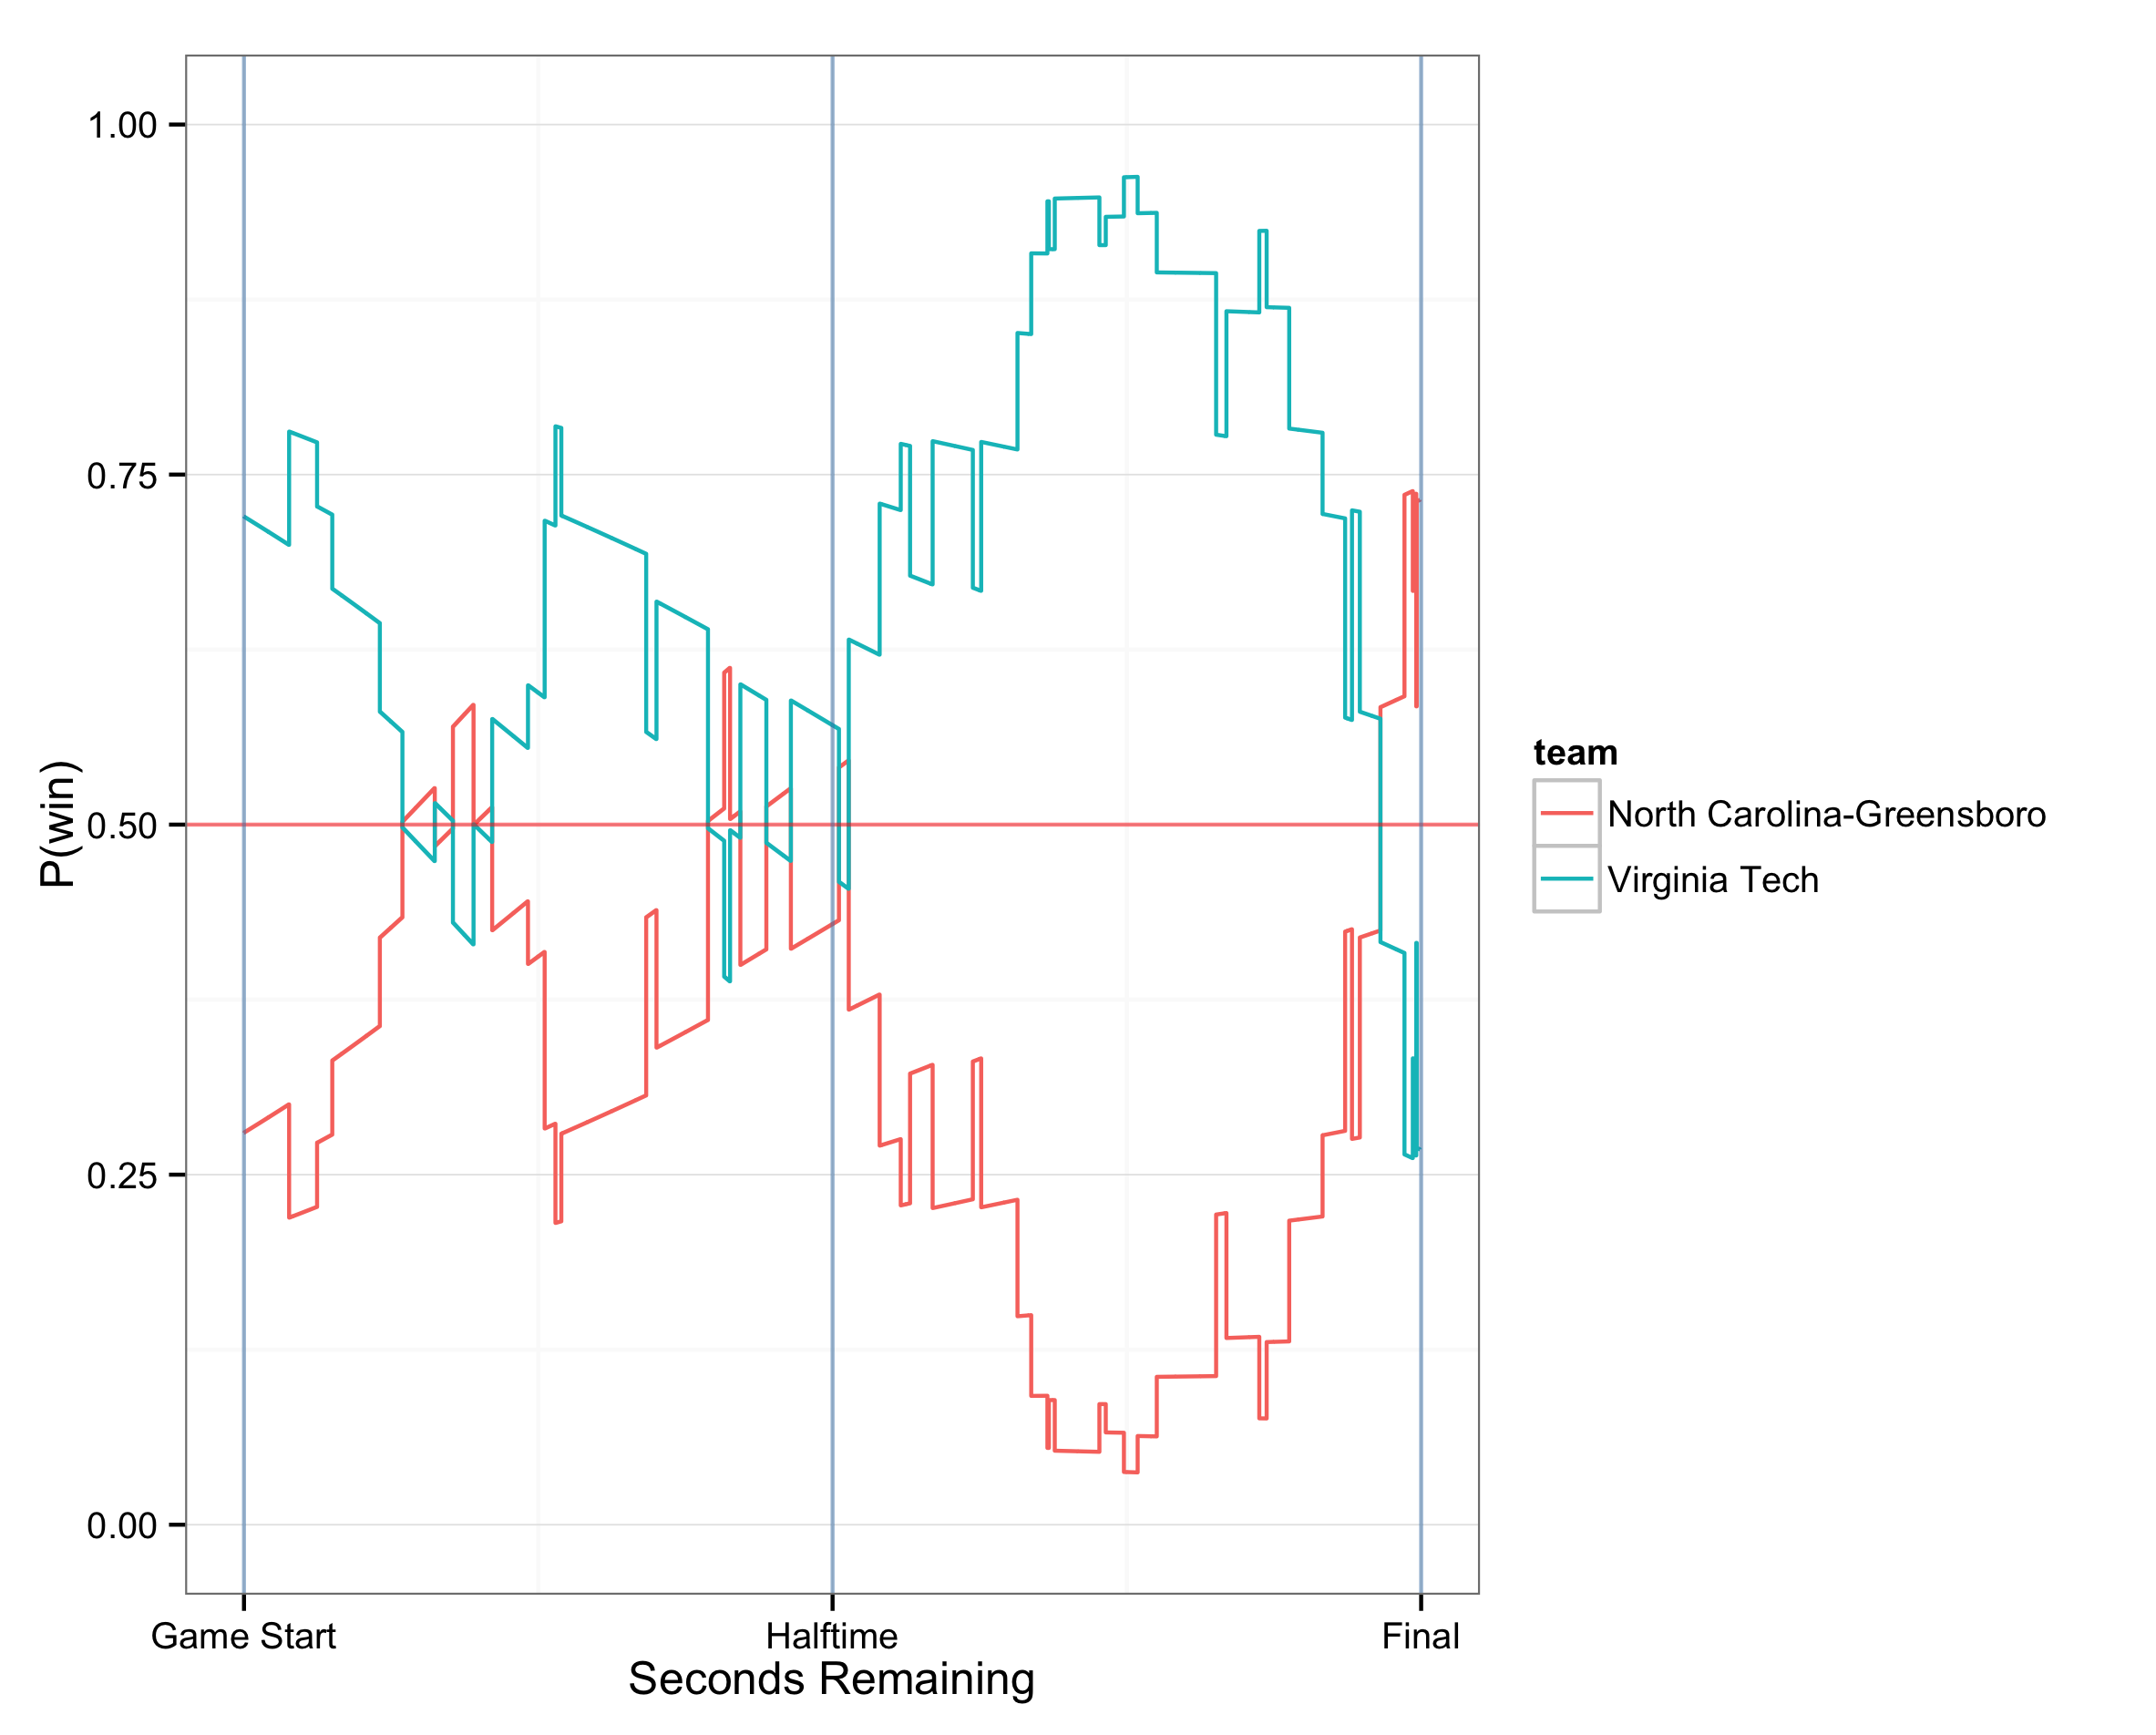 1.00
0.75
0.50
0.25
0.00
P(win)
Game Start
Halftime
Final
Seconds Remaining
team
North Carolina-Greensboro
Virginia Tech